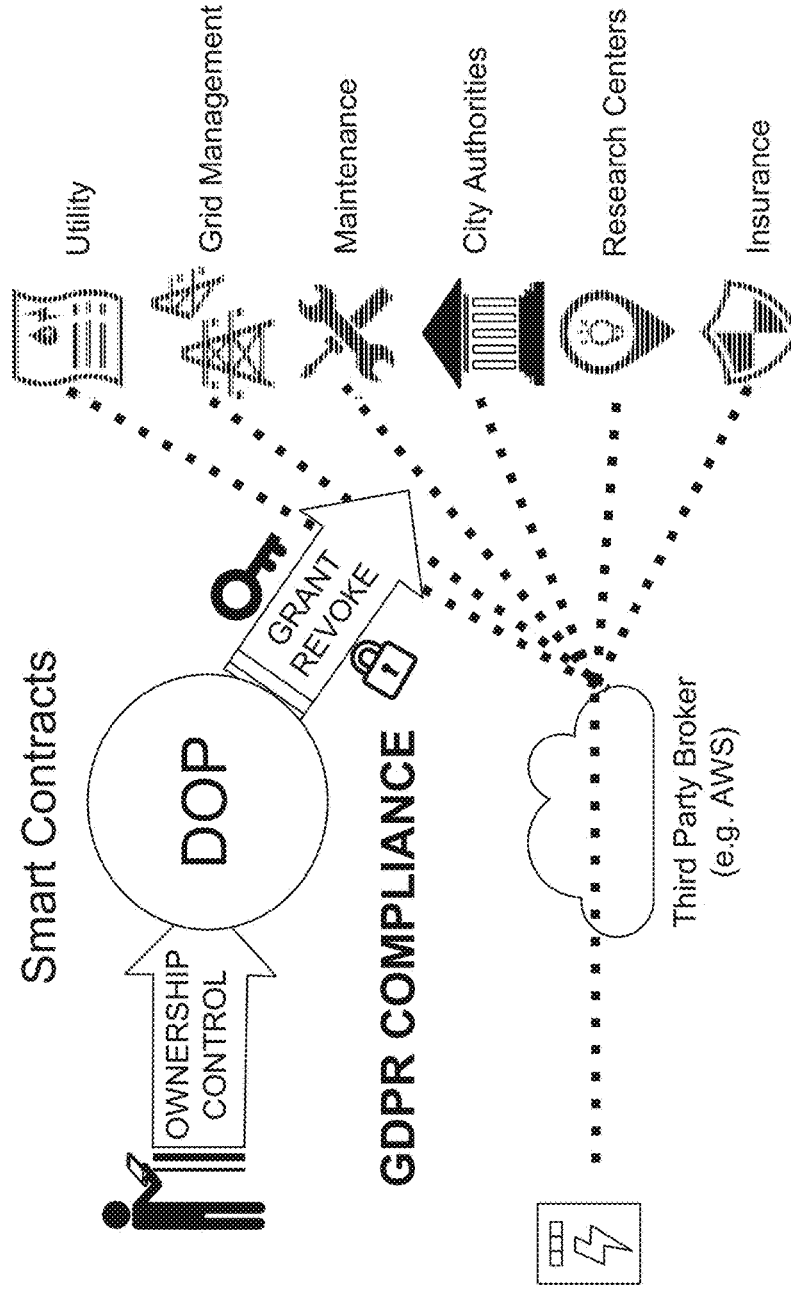 Smart Contracts
OWNERSHIP
CONTROL
DOP
GRANT
REVOKE
GDPR COMPLIANCE
Third Party Broker
(e.g. AWS)
Utility
Grid Management
Maintenance
City Authorities
Research Centers
Insurance